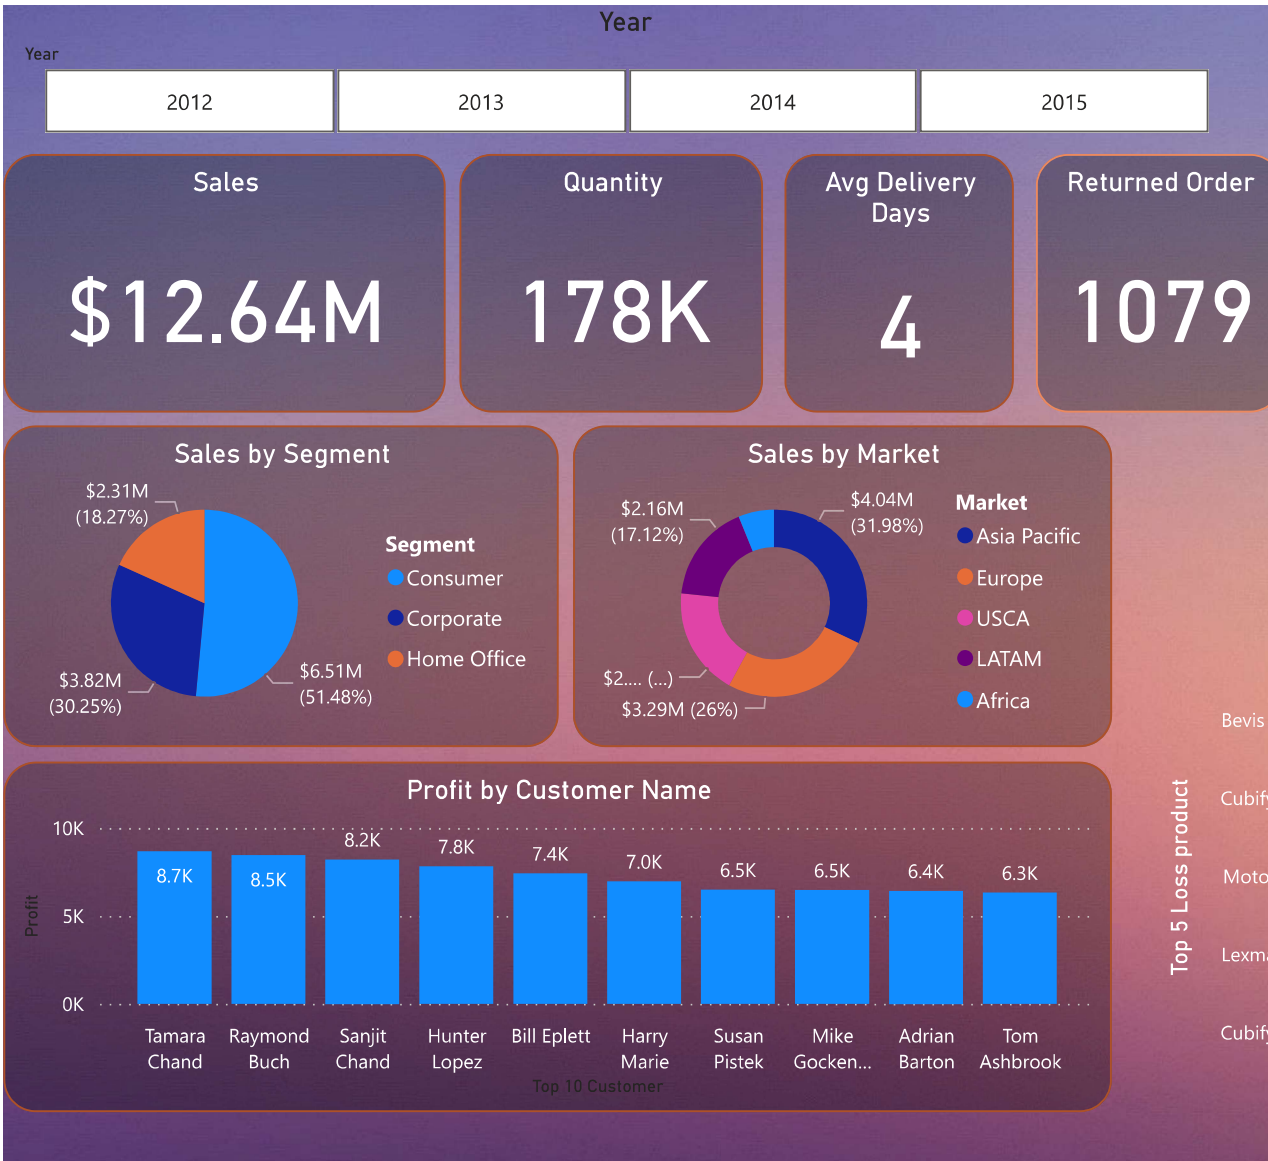 Year
Year
2012
2013
2014
2015
Sales
$12.64M
Quantity
178K
Avg Delivery
Days
4
Returned Order
1079
Sales by Segment
$2.31M
(18.27%)
$3.82M
(30.25%)
$6.51M
(51.48%)
Segment
Consumer
Corporate
Home Office
Sales by Market
$2.16M
(17.12%)
$4.04M
(31.98%)
$2.... (...)
$3.29M (26%)
Market
Asia Pacific
Europe
USCA
LATAM
Africa
Profit by Customer Name
Profit
10K
5K
0K
8.7K
8.5K
8.2K
7.8K
7.4K
7.0K
6.5K
6.5K
6.4K
6.3K
Tamara
Chand
Raymond
Buch
Sanjit
Chand
Hunter
Lopez
Bill Eplett
Harry
Marie
Susan
Pistek
Mike
Gocken...
Adrian
Barton
Tom
Ashbrook
Top 10 Customer
Top 5 Loss product
Bevis